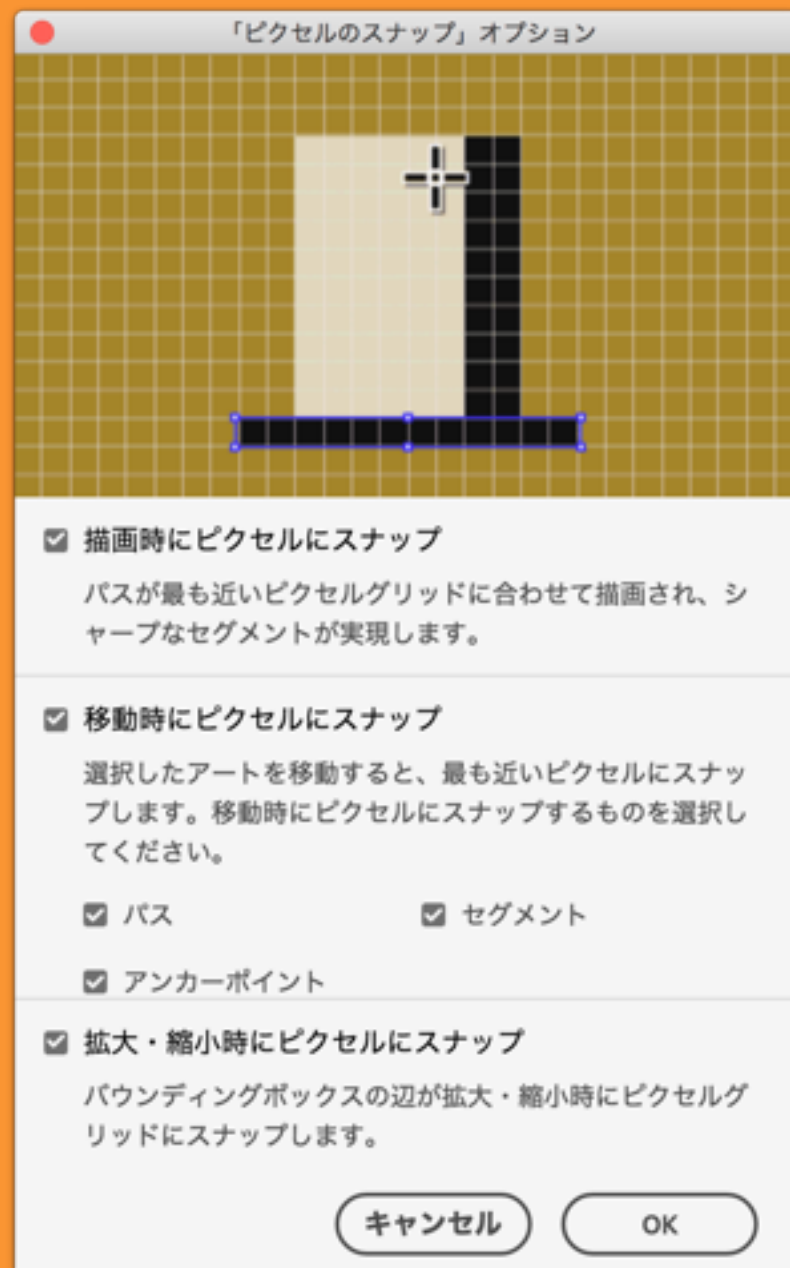 「ピクセルのスナップ」オプション
描画時にピクセルにスナップ
パスが最も近いピクセルグリッドに合わせて描画され、シ
ャープなセグメントが実現します。
移動時にピクセルにスナップ
選択したアートを移動すると、最も近いピクセルにスナッ
プします。移動時にピクセルにスナップするものを選択し
てください。
パス
セグメント
アンカーポイント
拡大・縮小時にピクセルにスナップ
バウンディングボックスの辺が拡大・縮小時にピクセルグ
リッドにスナップします。
キャンセル
OK